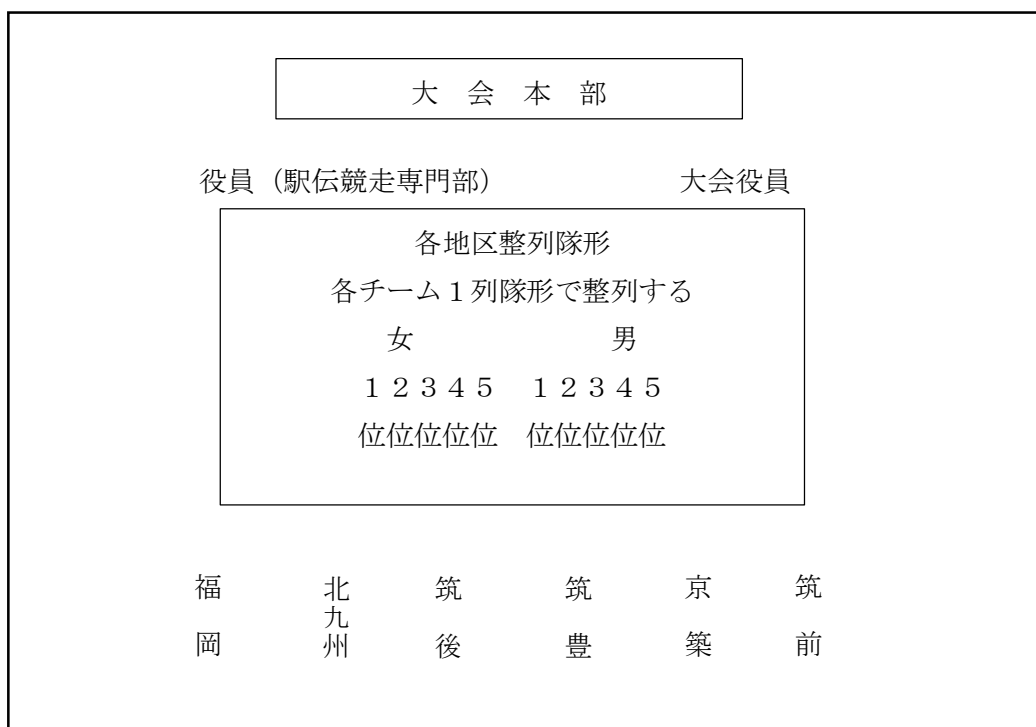 大 会 本 部
役員（駅伝競走専門部） 大会役員
各地区整列隊形
各チーム１列隊形で整列する
女 男
１２３４５ １２３４５
位位位位位 位位位位位
福岡
北九州
筑後
筑豊
京築
筑前